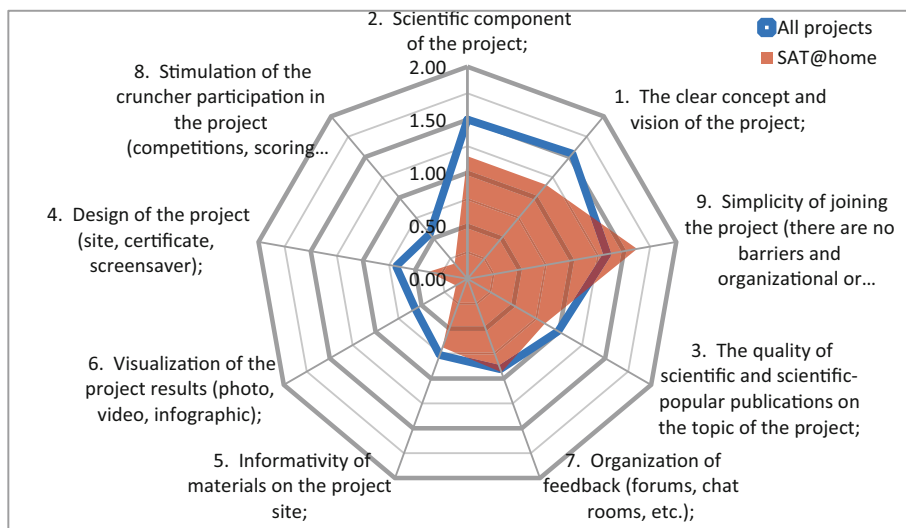 2. Scientific component
of the project;
All projects
SAT@home
8. Stimulation of the
cruncher participation in
the project
(competitions, scoring...
2.00
1.50
1.00
0.50
0.00
1. The clear concept and
vision of the project;
4. Design of the project
(site, certificate,
screensaver);
9. Simplicity of joining
the project (there are no
barriers and
organizational or...
6. Visualization of the
project results (photo,
video, infographic);
3. The quality of
scientific and scientific-
popular publications on
the topic of the project;
5. Informativity of
materials on the project
site;
7. Organization of
feedback (forums, chat
rooms, etc.);